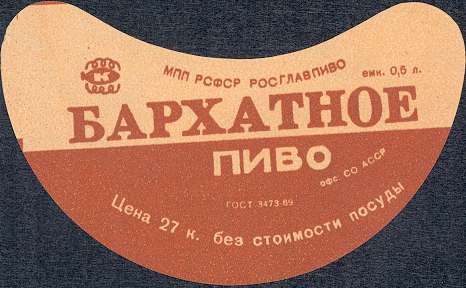 К
МПП РСФСР РОСГЛАВПИВО
емк. 0,5 л.
БАРХАТНОЕ
ПИВО
офс. СО АССР
ГОСТ 3473-69
Цена 27 к. без стоимости посуды